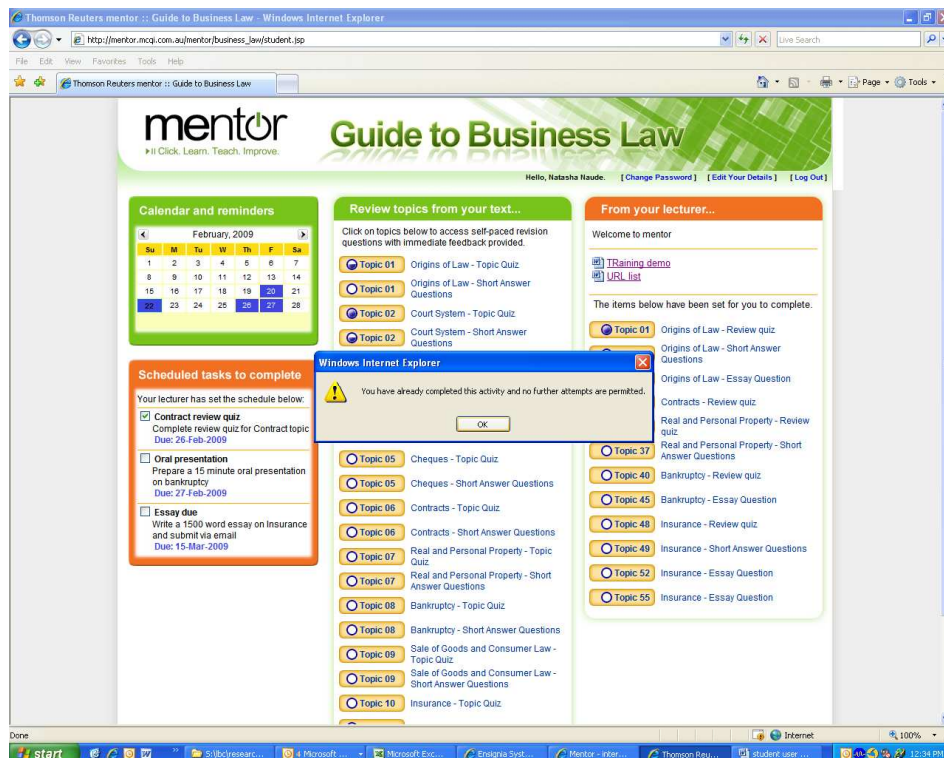 Thomson Reuters mentor :: Guide to Business Law - Windows Internet Explorer
http://mentor.mcqi.com.au/mentor/business_law/student.jsp
Live Search
File Edit View Favorites Tools Help
Thomson Reuters mentor :: Guide to Business Law
Page Tools
mentor
Click. Learn. Teach. Improve.
Guide to Business Law
Hello, Natasha Naude. [ Change Password ] [ Edit Your Details ] [ Log Out ]
Calendar and reminders
February, 2009
Su M Tu W Th F Sa
1 2 3 4 5 6 7
8 9 10 11 12 13 14
15 16 17 18 19 20 21
22 23 24 25 26 27 28
Scheduled tasks to complete
Your lecturer has set the schedule below:
Contract review quiz
Complete review quiz for Contract topic
Due: 26-Feb-2009
Oral presentation
Prepare a 15 minute oral presentation
on bankruptcy
Due: 27-Feb-2009
Essay due
Write a 1500 word essay on Insurance
and submit via email
Due: 15-Mar-2009
Review topics from your text...
Click on topics below to access self-paced revision
questions with immediate feedback provided.
Topic 01 Origins of Law - Topic Quiz
Topic 01 Origins of Law - Short Answer
Questions
Topic 02 Court System - Topic Quiz
Topic 02 Court System - Short Answer
Questions
Windows Internet Explorer
You have already completed this activity and no further attempts are permitted.
OK
Topic 05 Cheques - Topic Quiz
Topic 05 Cheques - Short Answer Questions
Topic 06 Contracts - Topic Quiz
Topic 06 Contracts - Short Answer Questions
Topic 07 Real and Personal Property - Topic
Quiz
Topic 07 Real and Personal Property - Short
Answer Questions
Topic 08 Bankruptcy - Topic Quiz
Topic 08 Bankruptcy - Short Answer Questions
Topic 09 Sale of Goods and Consumer Law -
Topic Quiz
Topic 09 Sale of Goods and Consumer Law -
Short Answer Questions
Topic 10 Insurance - Topic Quiz
From your lecturer...
Welcome to mentor
TRaining demo
URL list
The items below have been set for you to complete.
Topic 01 Origins of Law - Review quiz
Origins of Law - Short Answer
Questions
Origins of Law - Essay Question
Contracts - Review quiz
Real and Personal Property - Review
quiz
Topic 37 Real and Personal Property - Short
Answer Questions
Topic 40 Bankruptcy - Review quiz
Topic 45 Bankruptcy - Essay Question
Topic 48 Insurance - Review quiz
Topic 49 Insurance - Short Answer Questions
Topic 52 Insurance - Essay Question
Topic 55 Insurance - Essay Question
Done
Internet
100%
start
S:\lbc\researc...
4 Microsoft ...
Microsoft Exc...
Ensignia Syst...
Mentor - inter...
Thomson Reu...
student user ...
12:34 PM